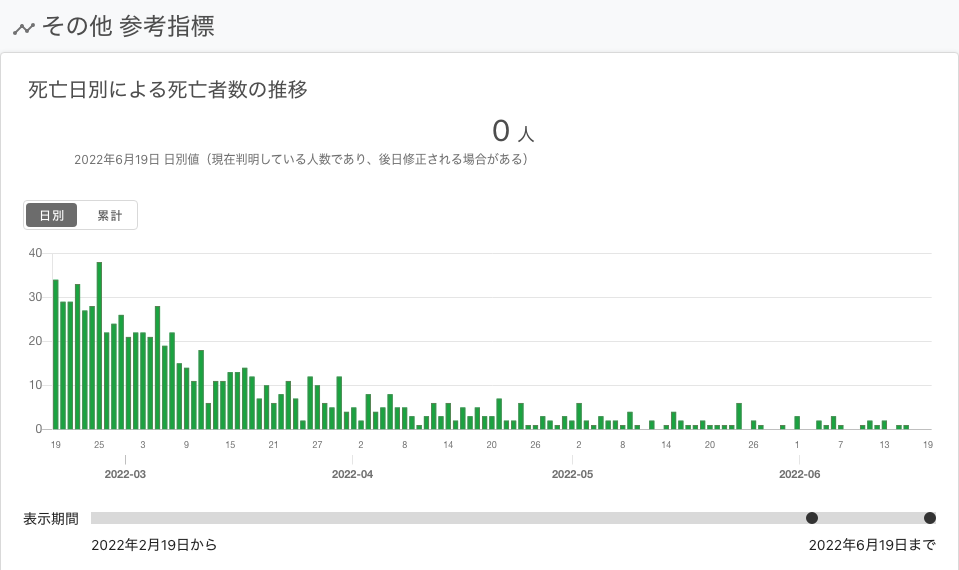 その他 参考指標
死亡日別による死亡者数の推移
0 人
2022年6月19日 日別値（現在判明している人数であり、後日修正される場合がある）
日別 累計
40
30
20
10
0
19 25 3 9 15 21 27 2 8 14 20 26 2 8 14 20 26 1 7 13 19
2022-03 2022-04 2022-05 2022-06
表示期間
2022年2月19日から 2022年6月19日まで